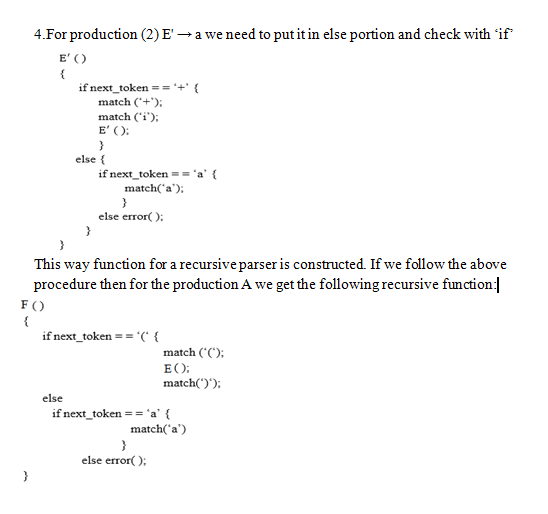 4.For production (2) E' → a we need to put it in else portion and check with ‘if’
E' ()
{
if next_token = = ‘+’ {
match (‘+’);
match (‘i’);
E' ();
}
else {
if next_token = = ‘a’ {
match(‘a’);
}
else error( );
}
}
This way function for a recursive parser is constructed. If we follow the above
procedure then for the production A we get the following recursive function:
F ()
{
if next_token = = ‘(‘ {
match (‘(’);
E ();
match(‘)’);
else
if next_token = = ‘a’ {
match(‘a’)
}
else error( );
}